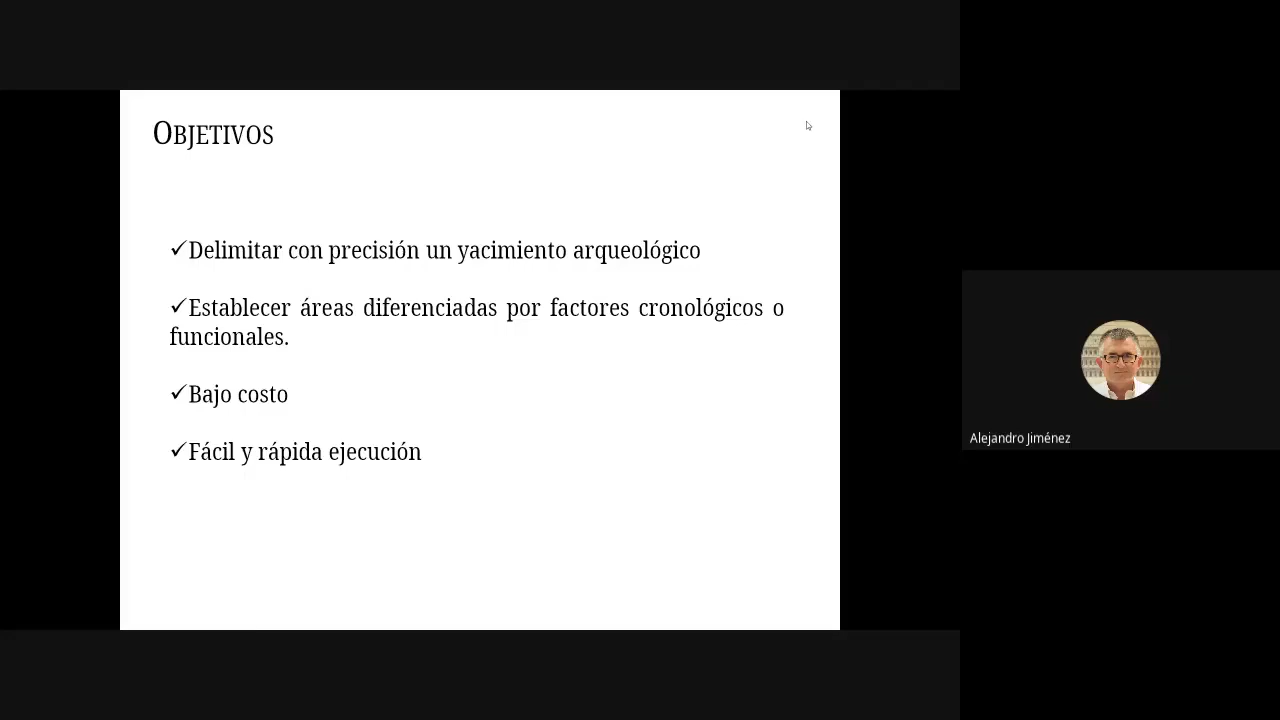 OBJETIVOS
✓Delimitar con precisión un yacimiento arqueológico
✓Establecer áreas diferenciadas por factores cronológicos o
funcionales.
✓Bajo costo
✓Fácil y rápida ejecución
Alejandro Jiménez